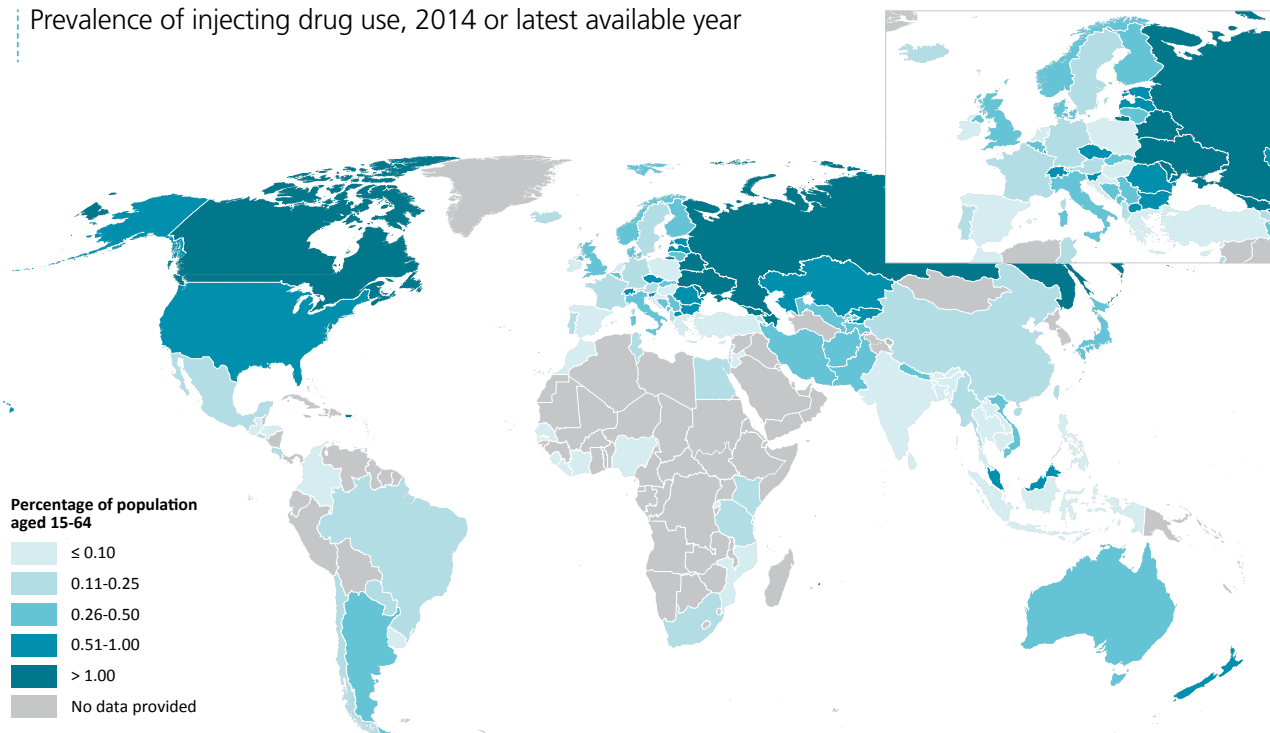 Prevalence of injecting drug use, 2014 or latest available year
Percentage of population
aged 15-64
≤ 0.10
0.11-0.25
0.26-0.50
0.51-1.00
> 1.00
No data provided